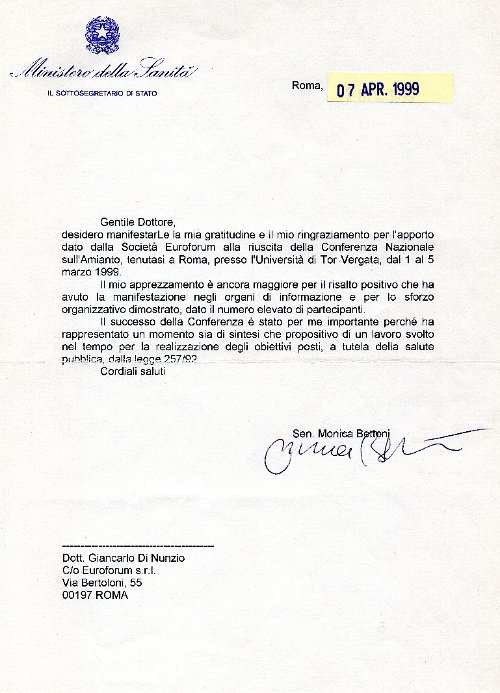 Ministero della Sanità
IL SOTTOSEGRETARIO DI STATO
Roma, 07 APR. 1999
Gentile Dottore,
desidero manifestarLe la mia gratitudine e il mio ringraziamento per l'apporto
dato dalla Società Euroforum alla riuscita della Conferenza Nazionale
sull'Amianto, tenutasi a Roma, presso l'Università di Tor Vergata, dal 1 al 5
marzo 1999.
Il mio apprezzamento è ancora maggiore per il risalto positivo che ha
avuto la manifestazione negli organi di informazione e per lo sforzo
organizzativo dimostrato, dato il numero elevato di partecipanti.
Il successo della Conferenza è stato per me importante perché ha
rappresentato un momento sia di sintesi che propositivo di un lavoro svolto
nel tempo per la realizzazione degli obiettivi posti, a tutela della salute
pubblica, dalla legge 257/92.
Cordiali saluti
Sen. Monica Bettoni
------------------------------------------
Dott. Giancarlo Di Nunzio
C/o Euroforum s.r.l.
Via Bertoloni, 55
00197 ROMA